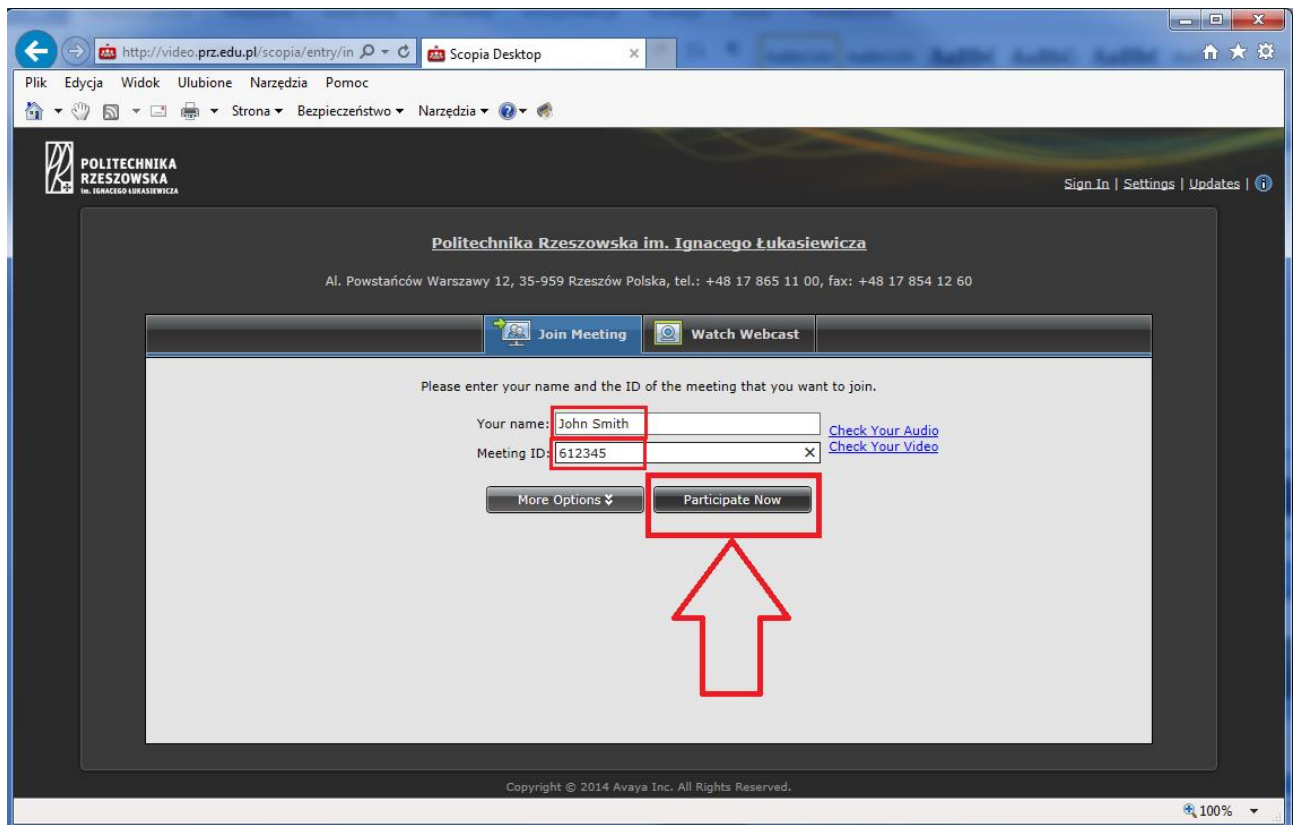 http://video.prz.edu.pl/scopia/entry/in
Scopia Desktop
Plik Edycja Widok Ulubione Narzędzia Pomoc
Strona Bezpieczeństwo Narzędzia
POLITECHNIKA
RZESZOWSKA
im. IGNACEGO ŁUKASIEWICZA
Sign In | Settings | Updates |
Politechnika Rzeszowska im. Ignacego Łukasiewicza
Al. Powstańców Warszawy 12, 35-959 Rzeszów Polska, tel.: +48 17 865 11 00, fax: +48 17 854 12 60
Join Meeting Watch Webcast
Please enter your name and the ID of the meeting that you want to join.
Your name: John Smith Check Your Audio
Meeting ID: 612345 Check Your Video
More Options Participate Now
Copyright © 2014 Avaya Inc. All Rights Reserved.
100%